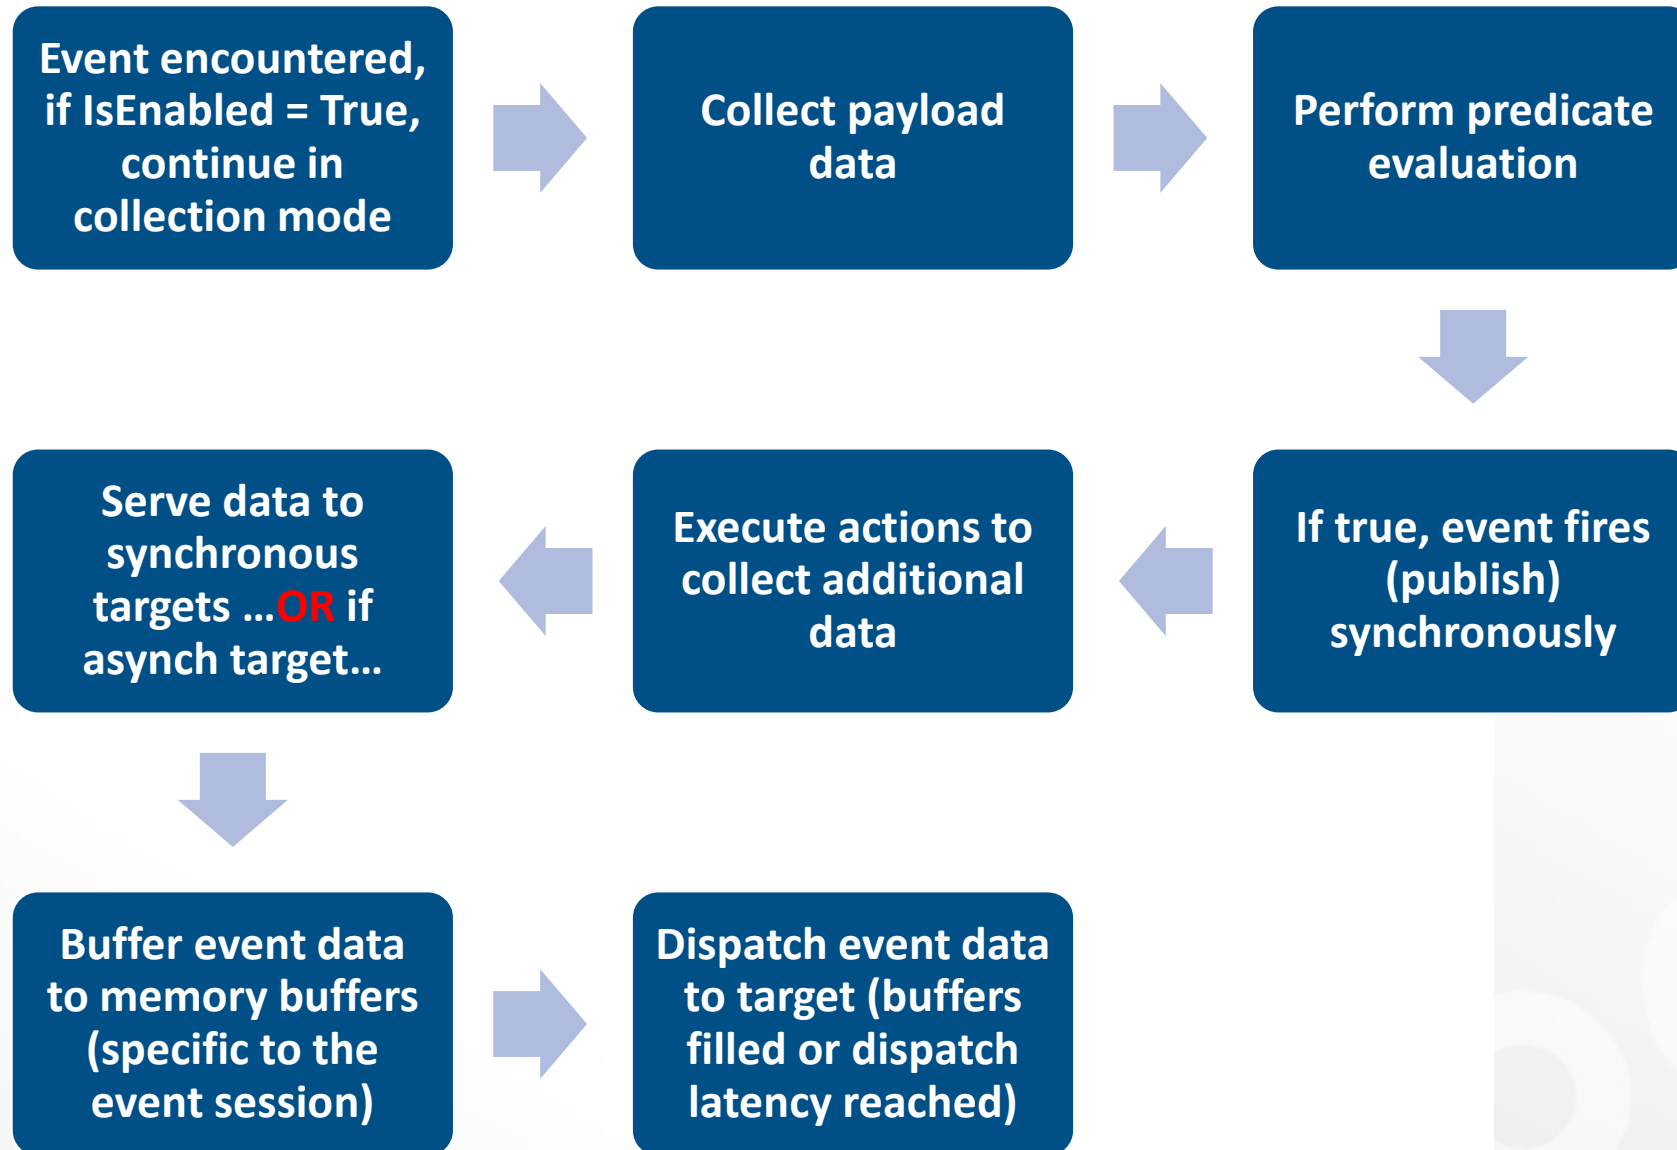 Event encountered,
if IsEnabled = True,
continue in
collection mode
Collect payload
data
Perform predicate
evaluation
If true, event fires
(publish)
synchronously
Execute actions to
collect additional
data
Serve data to
synchronous
targets …OR if
asynch target…
Buffer event data
to memory buffers
(specific to the
event session)
Dispatch event data
to target (buffers
filled or dispatch
latency reached)